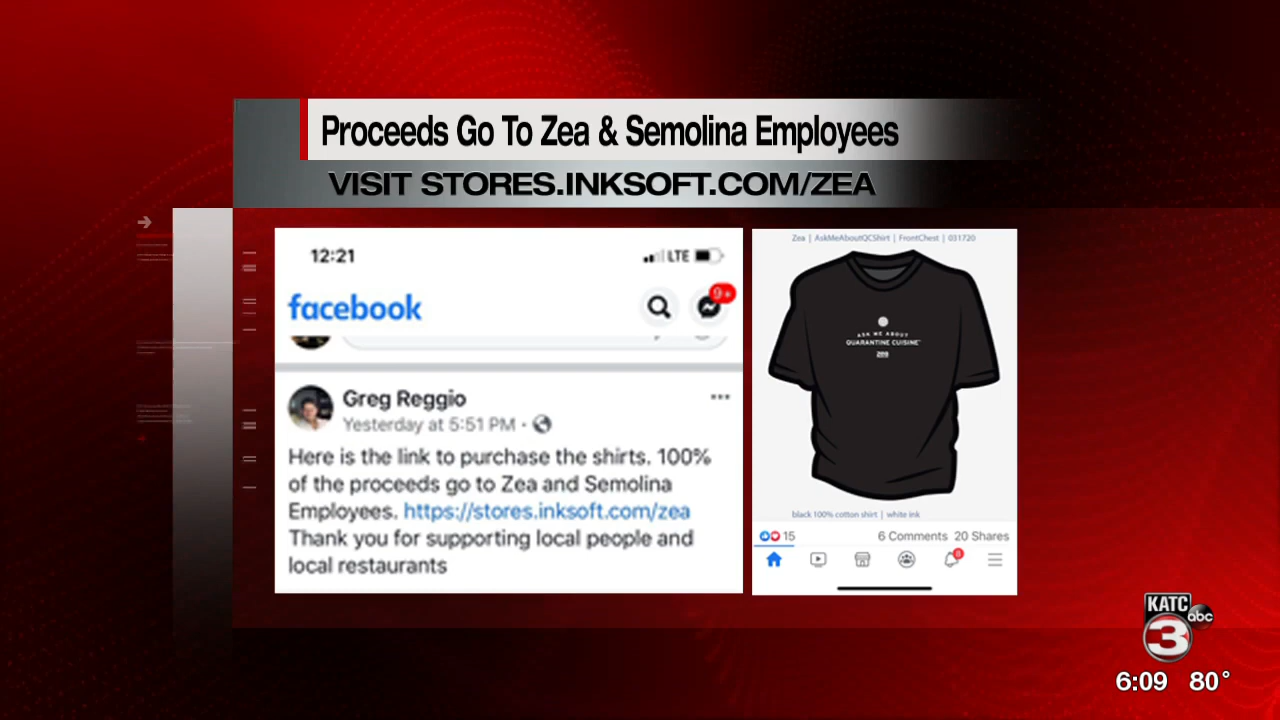 Proceeds Go To Zea & Semolina Employees
VISIT STORES.INKSOFT.COM/ZEA
12:21
LTE
facebook
9+
Greg Reggio
Yesterday at 5:51 PM ·
Here is the link to purchase the shirts. 100%
of the proceeds go to Zea and Semolina
Employees. https://stores.inksoft.com/zea
Thank you for supporting local people and
local restaurants
Zea | AskMeAboutQCShirt | FrontChest | 031720
ASK ME ABOUT
QUARANTINE CUISINE
zea
black 100% cotton shirt | white ink
15
6 Comments 20 Shares
8
KATC
abc
3
6:09 80°